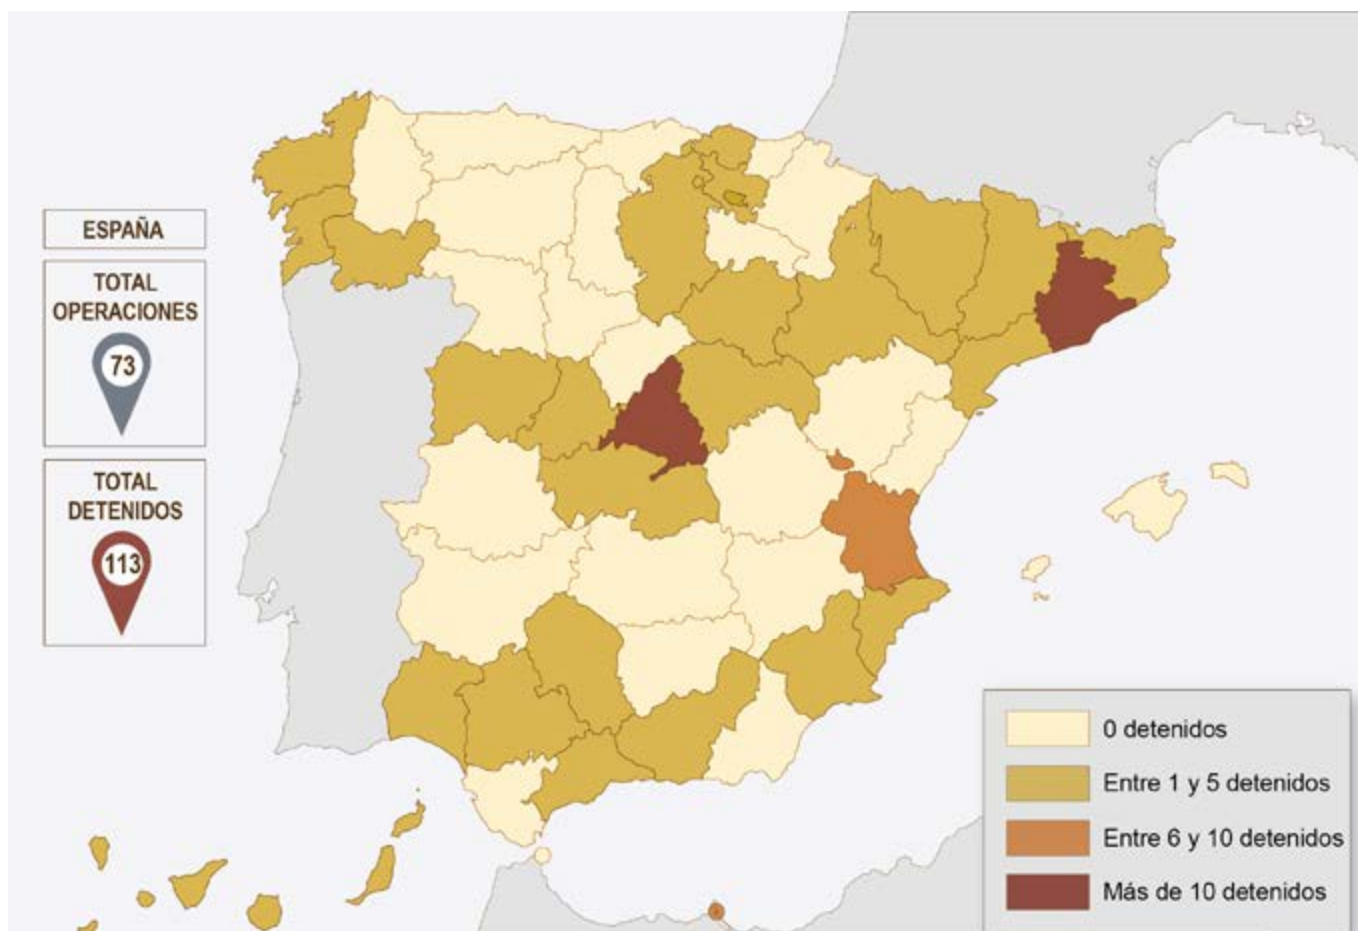 ESPAÑA
TOTAL
OPERACIONES
73
TOTAL
DETENIDOS
113
0 detenidos
Entre 1 y 5 detenidos
Entre 6 y 10 detenidos
Más de 10 detenidos